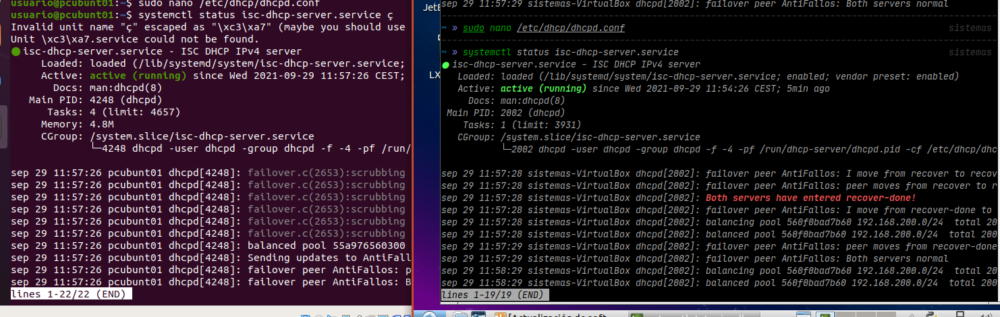 usuario@pcubunt01:~$ sudo nano /etc/dhcp/dhcpd.conf
usuario@pcubunt01:~$ systemctl status isc-dhcp-server.service ç
Invalid unit name "ç" escaped as "\xc3\xa7" (maybe you should use
Unit \xc3\xa7.service could not be found.
● isc-dhcp-server.service - ISC DHCP IPv4 server
Loaded: loaded (/lib/systemd/system/isc-dhcp-server.service;
Active: active (running) since Wed 2021-09-29 11:57:26 CEST;
Docs: man:dhcpd(8)
Main PID: 4248 (dhcpd)
Tasks: 4 (limit: 4657)
Memory: 4.8M
CGroup: /system.slice/isc-dhcp-server.service
└─4248 dhcpd -user dhcpd -group dhcpd -f -4 -pf /run/
sep 29 11:57:26 pcubunt01 dhcpd[4248]: failover.c(2653):scrubbing
sep 29 11:57:26 pcubunt01 dhcpd[4248]: failover.c(2653):scrubbing
sep 29 11:57:26 pcubunt01 dhcpd[4248]: failover.c(2653):scrubbing
sep 29 11:57:26 pcubunt01 dhcpd[4248]: failover.c(2653):scrubbing
sep 29 11:57:26 pcubunt01 dhcpd[4248]: failover.c(2653):scrubbing
sep 29 11:57:26 pcubunt01 dhcpd[4248]: failover.c(2653):scrubbing
sep 29 11:57:26 pcubunt01 dhcpd[4248]: balanced pool 55a976560300
sep 29 11:57:26 pcubunt01 dhcpd[4248]: Sending updates to AntiFall
sep 29 11:57:26 pcubunt01 dhcpd[4248]: failover peer AntiFallos: p
sep 29 11:57:26 pcubunt01 dhcpd[4248]: failover peer AntiFallos: B
lines 1-22/22 (END)
JetB
LX
sep 29 11:57:29 sistemas-VirtualBox dhcpd[2002]: failover peer AntiFallos: Both servers normal
~ » sudo nano /etc/dhcp/dhcpd.conf sistemas
~ » systemctl status isc-dhcp-server.service sistemas
● isc-dhcp-server.service - ISC DHCP IPv4 server
Loaded: loaded (/lib/systemd/system/isc-dhcp-server.service; enabled; vendor preset: enabled)
Active: active (running) since Wed 2021-09-29 11:54:26 CEST; 5min ago
Docs: man:dhcpd(8)
Main PID: 2002 (dhcpd)
Tasks: 1 (limit: 3931)
CGroup: /system.slice/isc-dhcp-server.service
└─2002 dhcpd -user dhcpd -group dhcpd -f -4 -pf /run/dhcp-server/dhcpd.pid -cf /etc/dhcp/dhc
sep 29 11:57:28 sistemas-VirtualBox dhcpd[2002]: failover peer AntiFallos: I move from recover to recov
sep 29 11:57:28 sistemas-VirtualBox dhcpd[2002]: failover peer AntiFallos: peer moves from recover to r
sep 29 11:57:28 sistemas-VirtualBox dhcpd[2002]: Both servers have entered recover-done!
sep 29 11:57:28 sistemas-VirtualBox dhcpd[2002]: failover peer AntiFallos: I move from recover-done to
sep 29 11:57:28 sistemas-VirtualBox dhcpd[2002]: balancing pool 560f0bad7b60 192.168.200.0/24  total 20
sep 29 11:57:28 sistemas-VirtualBox dhcpd[2002]: balanced pool 560f0bad7b60 192.168.200.0/24  total 200
sep 29 11:57:29 sistemas-VirtualBox dhcpd[2002]: failover peer AntiFallos: peer moves from recover-done
sep 29 11:57:29 sistemas-VirtualBox dhcpd[2002]: failover peer AntiFallos: Both servers normal
sep 29 11:58:29 sistemas-VirtualBox dhcpd[2002]: balancing pool 560f0bad7b60 192.168.200.0/24  total 20
sep 29 11:58:29 sistemas-VirtualBox dhcpd[2002]: balanced pool 560f0bad7b60 192.168.200.0/24  total 200
lines 1-19/19 (END)
[Actualización de soft